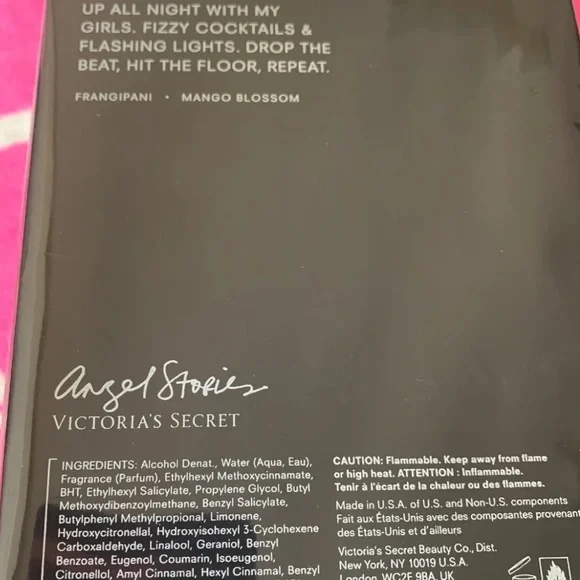 UP ALL NIGHT WITH MY
GIRLS. FIZZY COCKTAILS &
FLASHING LIGHTS. DROP THE
BEAT, HIT THE FLOOR, REPEAT.
FRANGIPANI • MANGO BLOSSOM
Angel Stories
VICTORIA'S SECRET
INGREDIENTS: Alcohol Denat., Water (Aqua, Eau),
Fragrance (Parfum), Ethylhexyl Methoxycinnamate,
BHT, Ethylhexyl Salicylate, Propylene Glycol, Butyl
Methoxydibenzoylmethane, Benzyl Salicylate,
Butylphenyl Methylpropional, Limonene,
Hydroxycitronellal, Hydroxyisohexyl 3-Cyclohexene
Carboxaldehyde, Linalool, Geraniol, Benzyl
Benzoate, Eugenol, Coumarin, Isoeugenol,
Citronellol, Amyl Cinnamal, Hexyl Cinnamal, Benzyl
CAUTION: Flammable. Keep away from flame
or high heat. ATTENTION : Inflammable.
Tenir à l'écart de la chaleur ou des flammes.
Made in U.S.A. of U.S. and Non-U.S. components
Fait aux États-Unis avec des composantes provenant
des États-Unis et d'ailleurs
Victoria's Secret Beauty Co., Dist.
New York, NY 10019 U.S.A.
London, WC2E 9BA, UK